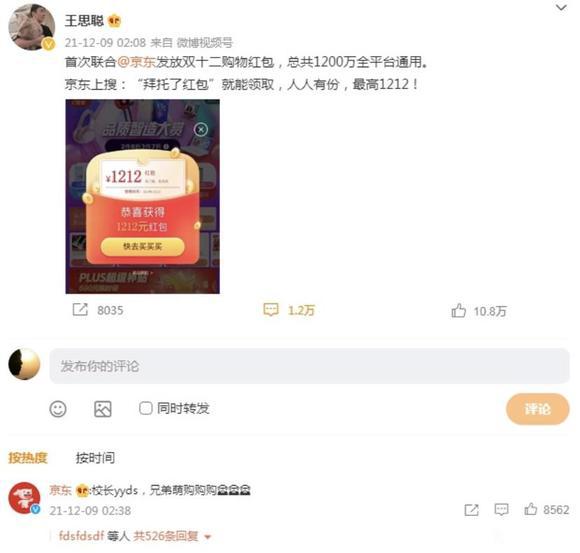 王思聪
21-12-09 02:08 来自 微博视频号
首次联合@京东发放双十二购物红包，总共1200万全平台通用。
京东上搜：“拜托了红包”就能领取，人人有份，最高1212！
品质智造大赏
¥1212 红包
恭喜获得
1212元红包
快去买买买
PLUS超级补贴
8035
1.2万
10.8万
发布你的评论
同时转发
评论
按热度 按时间
京东:校长yyds，兄弟萌购购购
21-12-09 02:38
8562
fdsfdsdf 等人 共526条回复